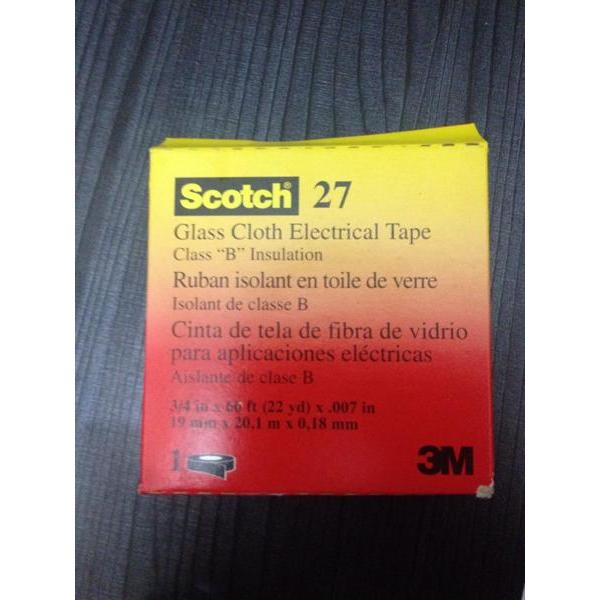 Scotch® 27
Glass Cloth Electrical Tape
Class “B” Insulation
Ruban isolant en toile de verre
Isolant de classe B
Cinta de tela de fibra de vidrio
para aplicaciones eléctricas
Aislante de clase B
3/4 in x 66 ft (22 yd) x .007 in
19 mm x 20,1 m x 0,18 mm
1 3M